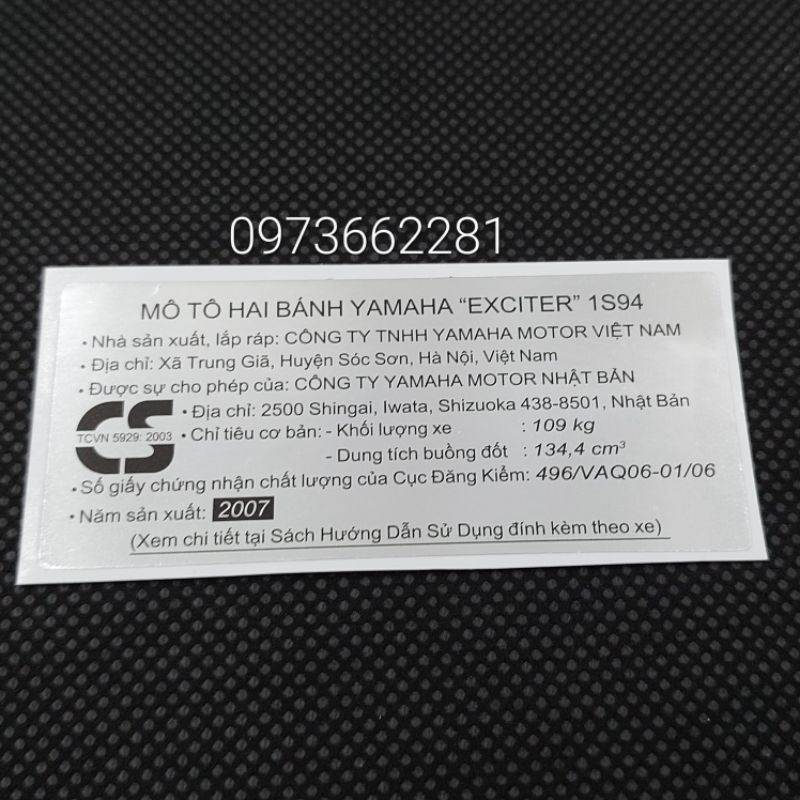 0973662281
MÔ TÔ HAI BÁNH YAMAHA “EXCITER” 1S94
• Nhà sản xuất, lắp ráp: CÔNG TY TNHH YAMAHA MOTOR VIỆT NAM
• Địa chỉ: Xã Trung Giã, Huyện Sóc Sơn, Hà Nội, Việt Nam
• Được sự cho phép của: CÔNG TY YAMAHA MOTOR NHẬT BẢN
• Địa chỉ: 2500 Shingai, Iwata, Shizuoka 438-8501, Nhật Bản
CS
TCVN 5929: 2003
• Chỉ tiêu cơ bản: - Khối lượng xe : 109 kg
- Dung tích buồng đốt : 134,4 cm³
• Số giấy chứng nhận chất lượng của Cục Đăng Kiểm: 496/VAQ06-01/06
• Năm sản xuất: 2007
(Xem chi tiết tại Sách Hướng Dẫn Sử Dụng đính kèm theo xe)